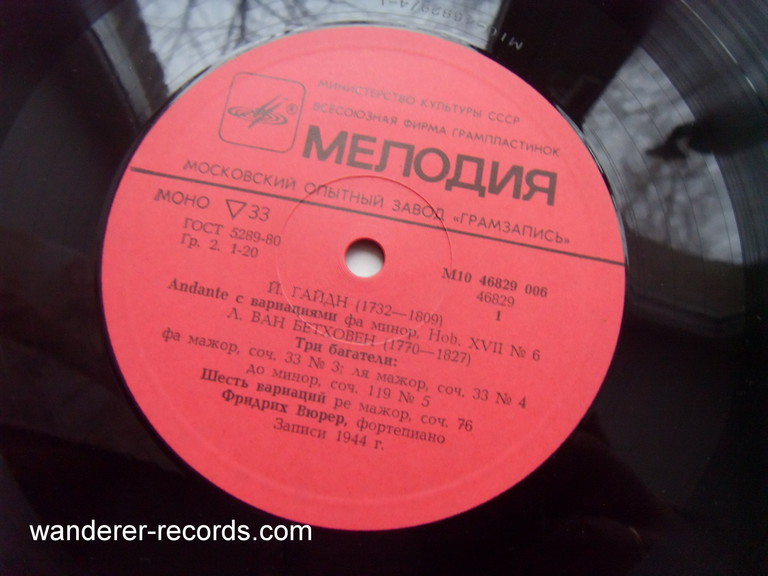 МИНИСТЕРСТВО КУЛЬТУРЫ СССР
ВСЕСОЮЗНАЯ ФИРМА ГРАМПЛАСТИНОК
МЕЛОДИЯ
МОСКОВСКИЙ ОПЫТНЫЙ ЗАВОД «ГРАМЗАПИСЬ»
МОНО 33
ГОСТ 5289-80
Гр. 2. 1-20
М10 46829 006
46829
1
Й. ГАЙДН (1732—1809)
Andante с вариациями фа минор, Hob. XVII № 6
Л. ВАН БЕТХОВЕН (1770—1827)
Три багатели:
фа мажор, соч. 33 № 3; ля мажор, соч. 33 № 4
до минор, соч. 119 № 5
Шесть вариаций ре мажор, соч. 76
Фридрих Вюрер, фортепиано
Записи 1944 г.
wanderer-records.com